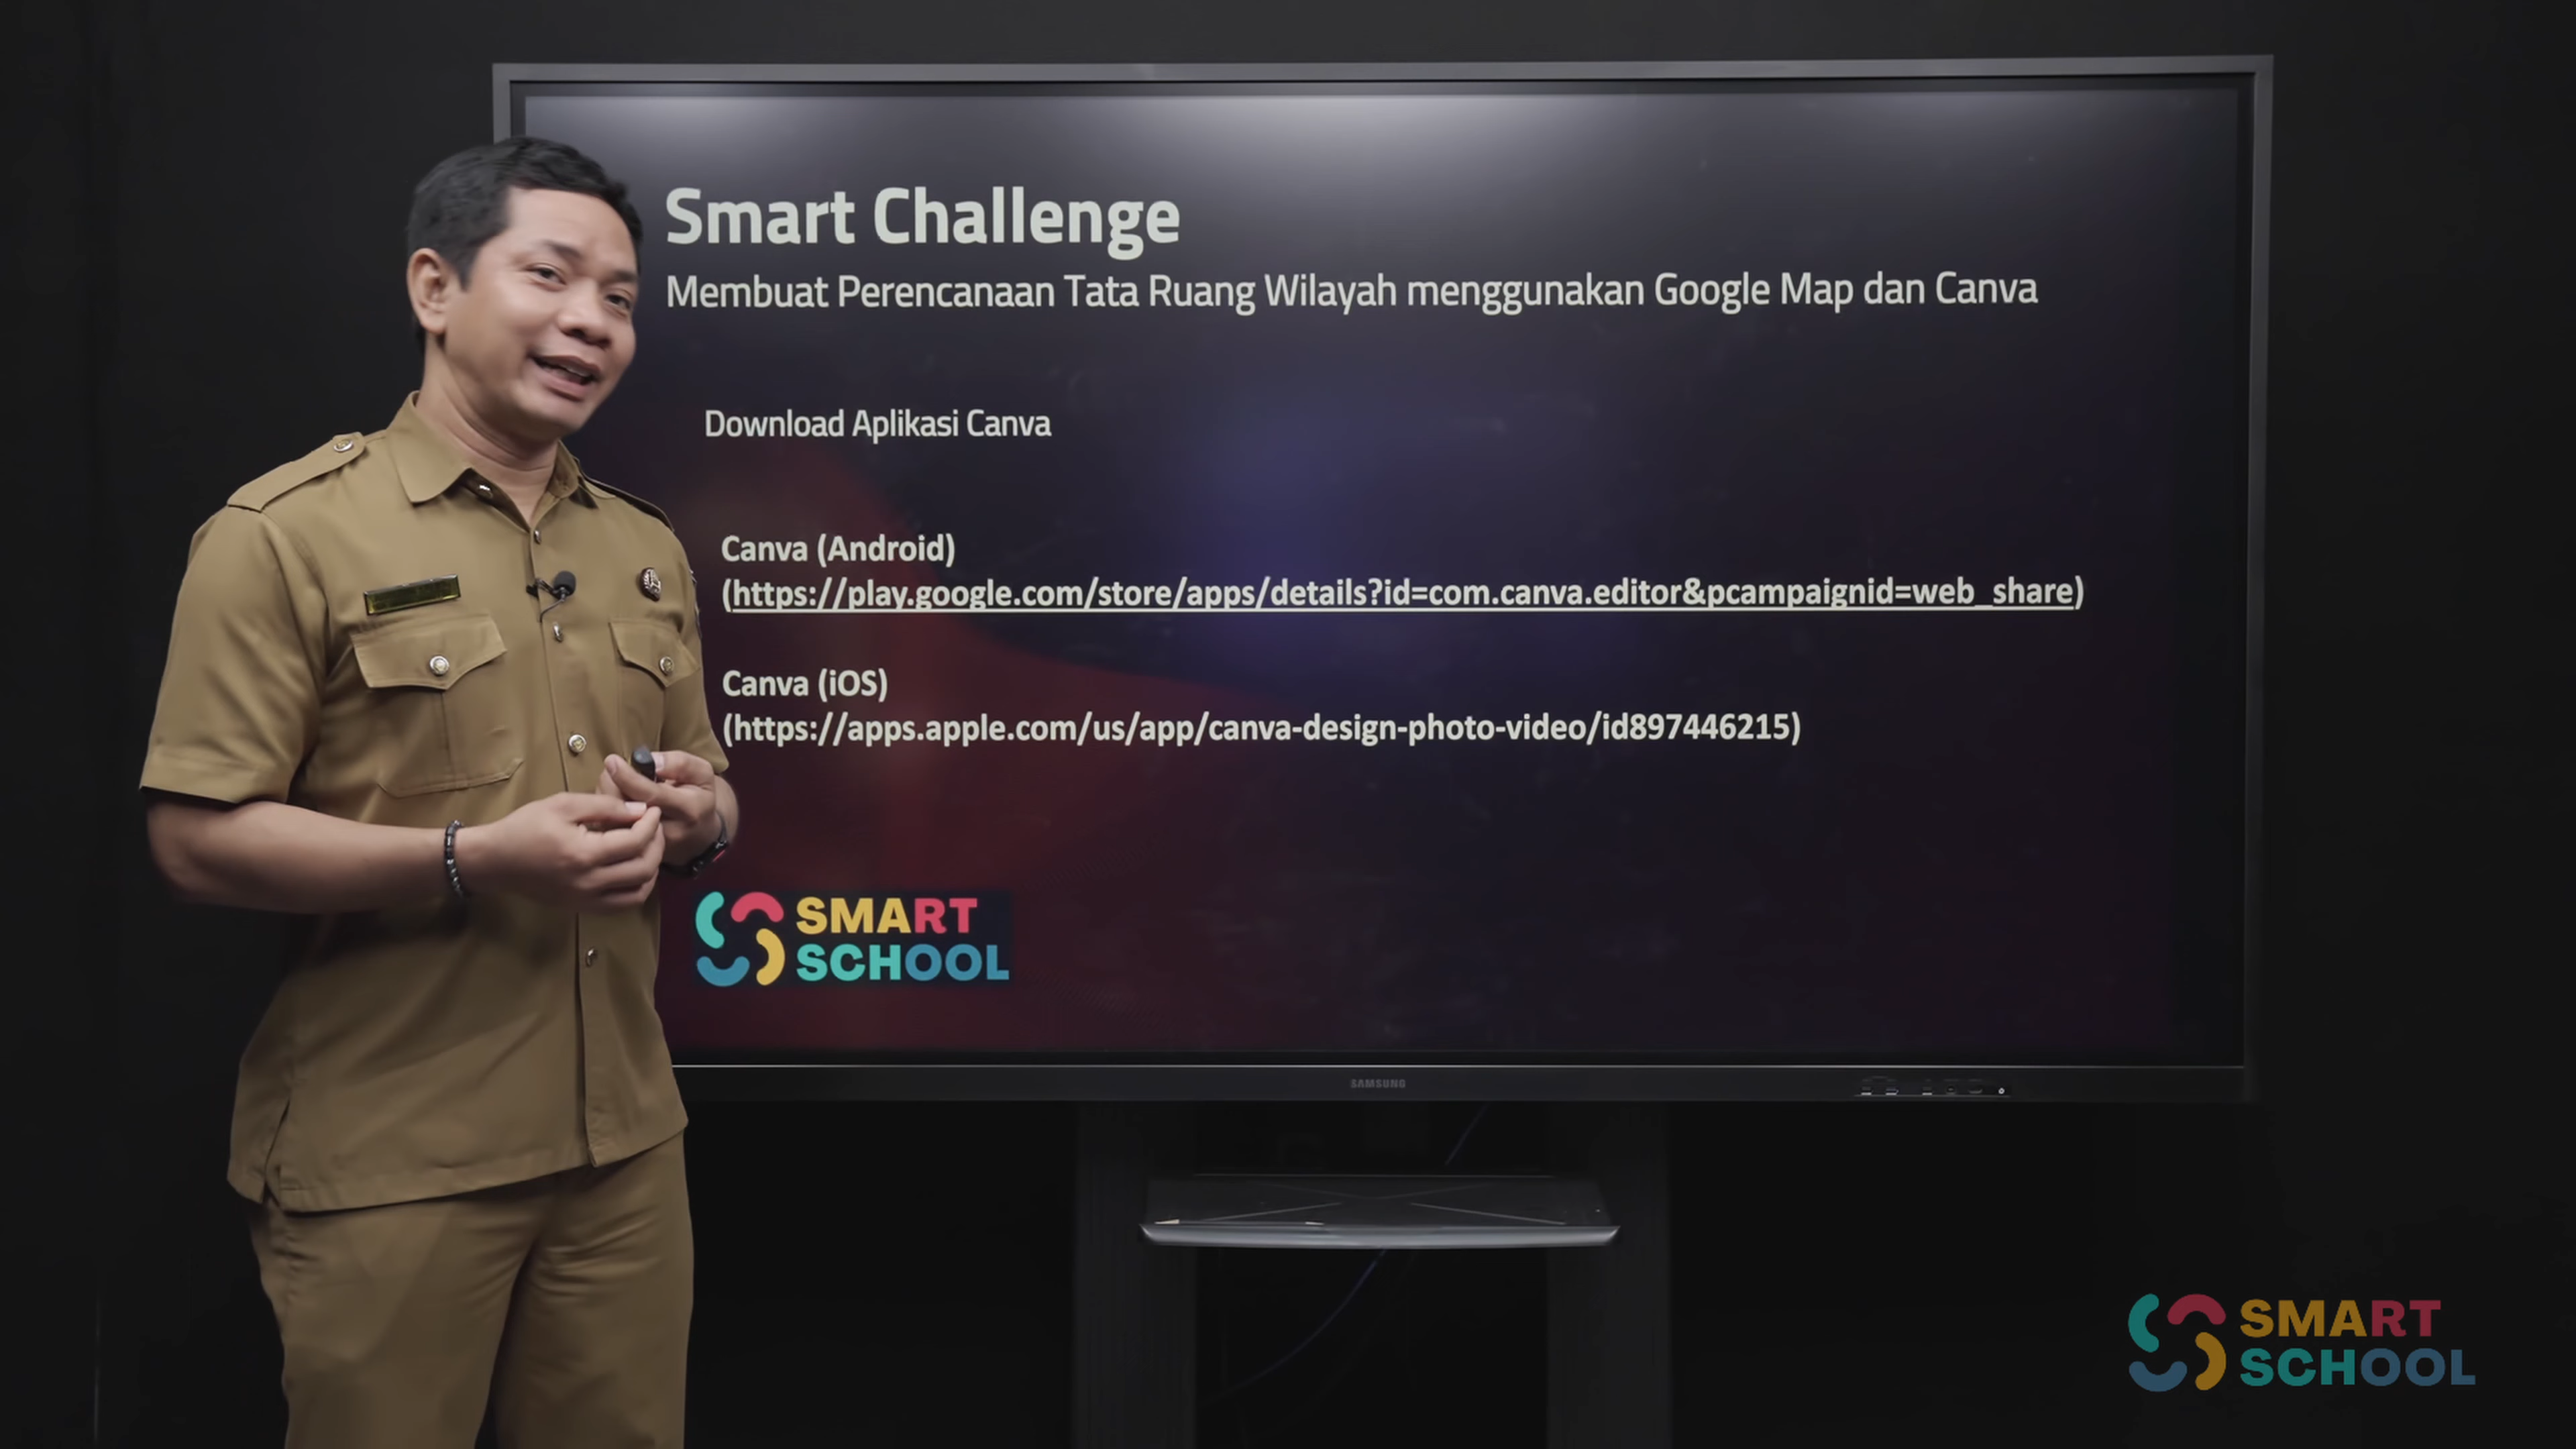 Smart Challenge
Membuat Perencanaan Tata Ruang Wilayah menggunakan Google Map dan Canva
Download Aplikasi Canva
Canva (Android)
(https://play.google.com/store/apps/details?id=com.canva.editor&pcampaignid=web_share)
Canva (iOS)
(https://apps.apple.com/us/app/canva-design-photo-video/id897446215)
SMART
SCHOOL
SAMSUNG
SMART
SCHOOL